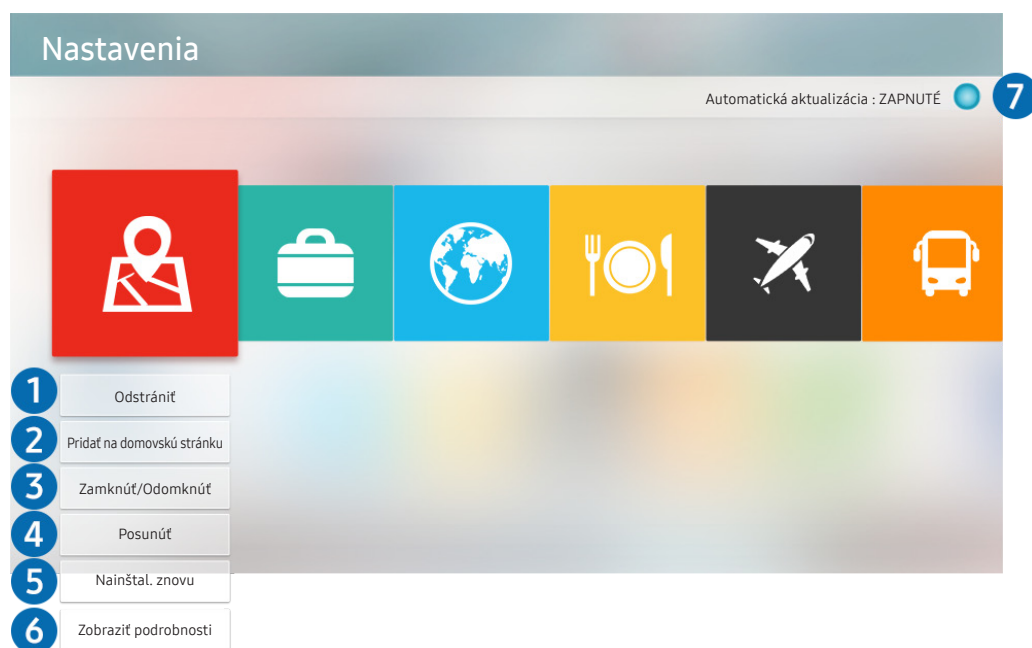 Nastavenia
Automatická aktualizácia : ZAPNUTÉ
7
1
Odstrániť
2
Pridať na domovskú stránku
3
Zamknúť/Odomknúť
4
Posunúť
5
Nainštal. znovu
6
Zobraziť podrobnosti